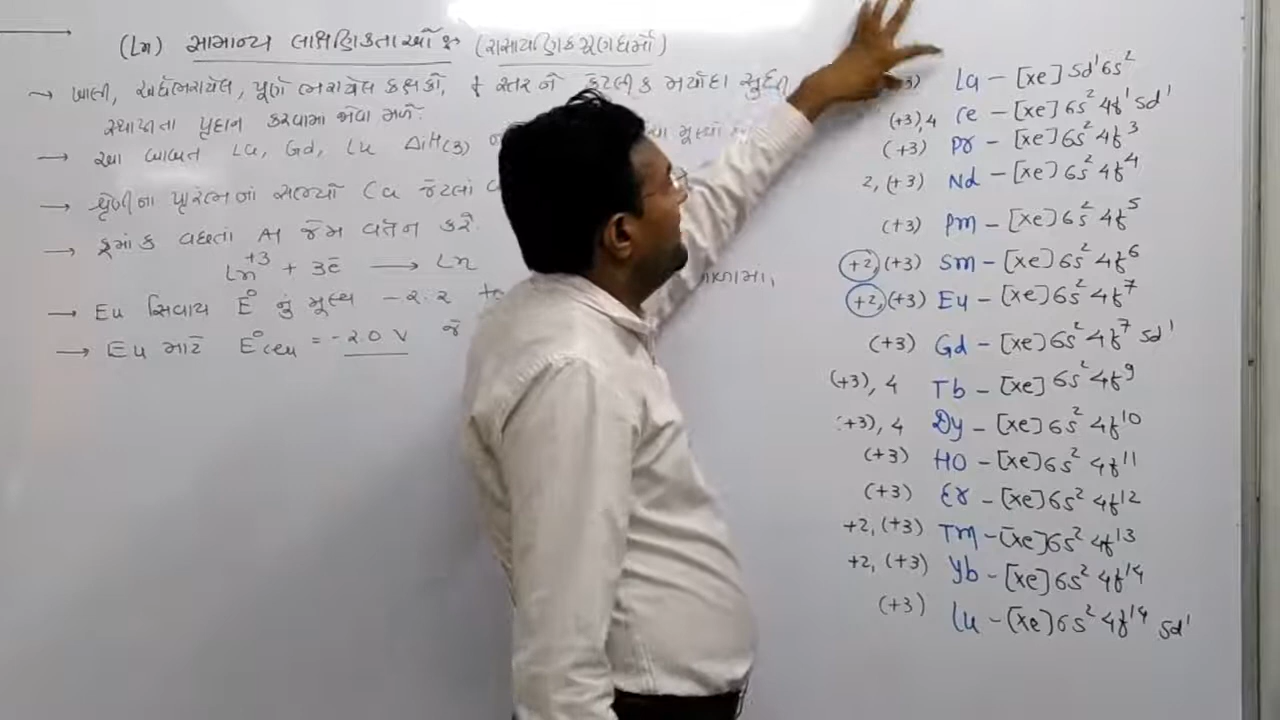 (Ln) સામાન્ય લાક્ષણિકતાઓ :- (રાસાયણિક ગુણધર્મો)
→ ખાલી, અર્ધભરાયેલ, પૂર્ણ ભરાયેલ કક્ષકો, f સ્તર ને કેટલીક મર્યાદા સુધી
સ્થાયીતા પ્રદાન કરવામાં જોવા મળે.
→ આ બાબત La, Gd, Lu ΔiH(3)
→ શ્રેણીના પ્રારંભનાં સભ્યો Ca જેટલાં
→ ક્રમાંક વધતા Al જેમ વર્તન કરે.
Ln+3 + 3ē ⟶ Ln
→ Eu સિવાય E° નું મૂલ્ય -2.2
→ Eu માટે E°cell = -2.0 V જે
La - [xe] 5d1 6s2
(+3), 4 Ce - [xe] 6s2 4f1 5d1
(+3) Pr - [xe] 6s2 4f3
2, (+3) Nd - [xe] 6s2 4f4
(+3) Pm - [xe] 6s2 4f5
+2, (+3) Sm - [xe] 6s2 4f6
+2, (+3) Eu - [xe] 6s2 4f7
(+3) Gd - [xe] 6s2 4f7 5d1
(+3), 4 Tb - [xe] 6s2 4f9
(+3), 4 Dy - [xe] 6s2 4f10
(+3) HO - [xe] 6s2 4f11
(+3) Er - [xe] 6s2 4f12
+2, (+3) Tm - [xe] 6s2 4f13
+2, (+3) Yb - [xe] 6s2 4f14
(+3) Lu - [xe] 6s2 4f14 5d1